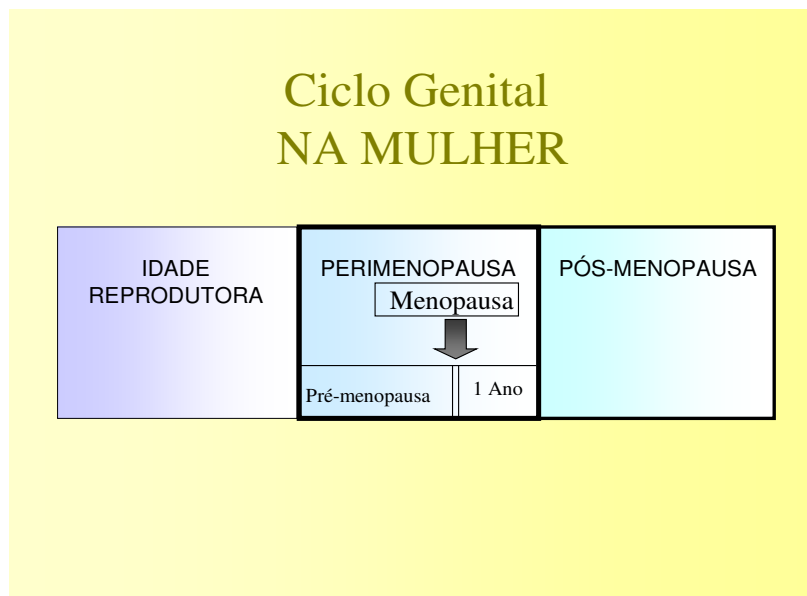 Ciclo Genital
NA MULHER
IDADE
REPRODUTORA
PERIMENOPAUSA
Menopausa
Pré-menopausa
1 Ano
PÓS-MENOPAUSA